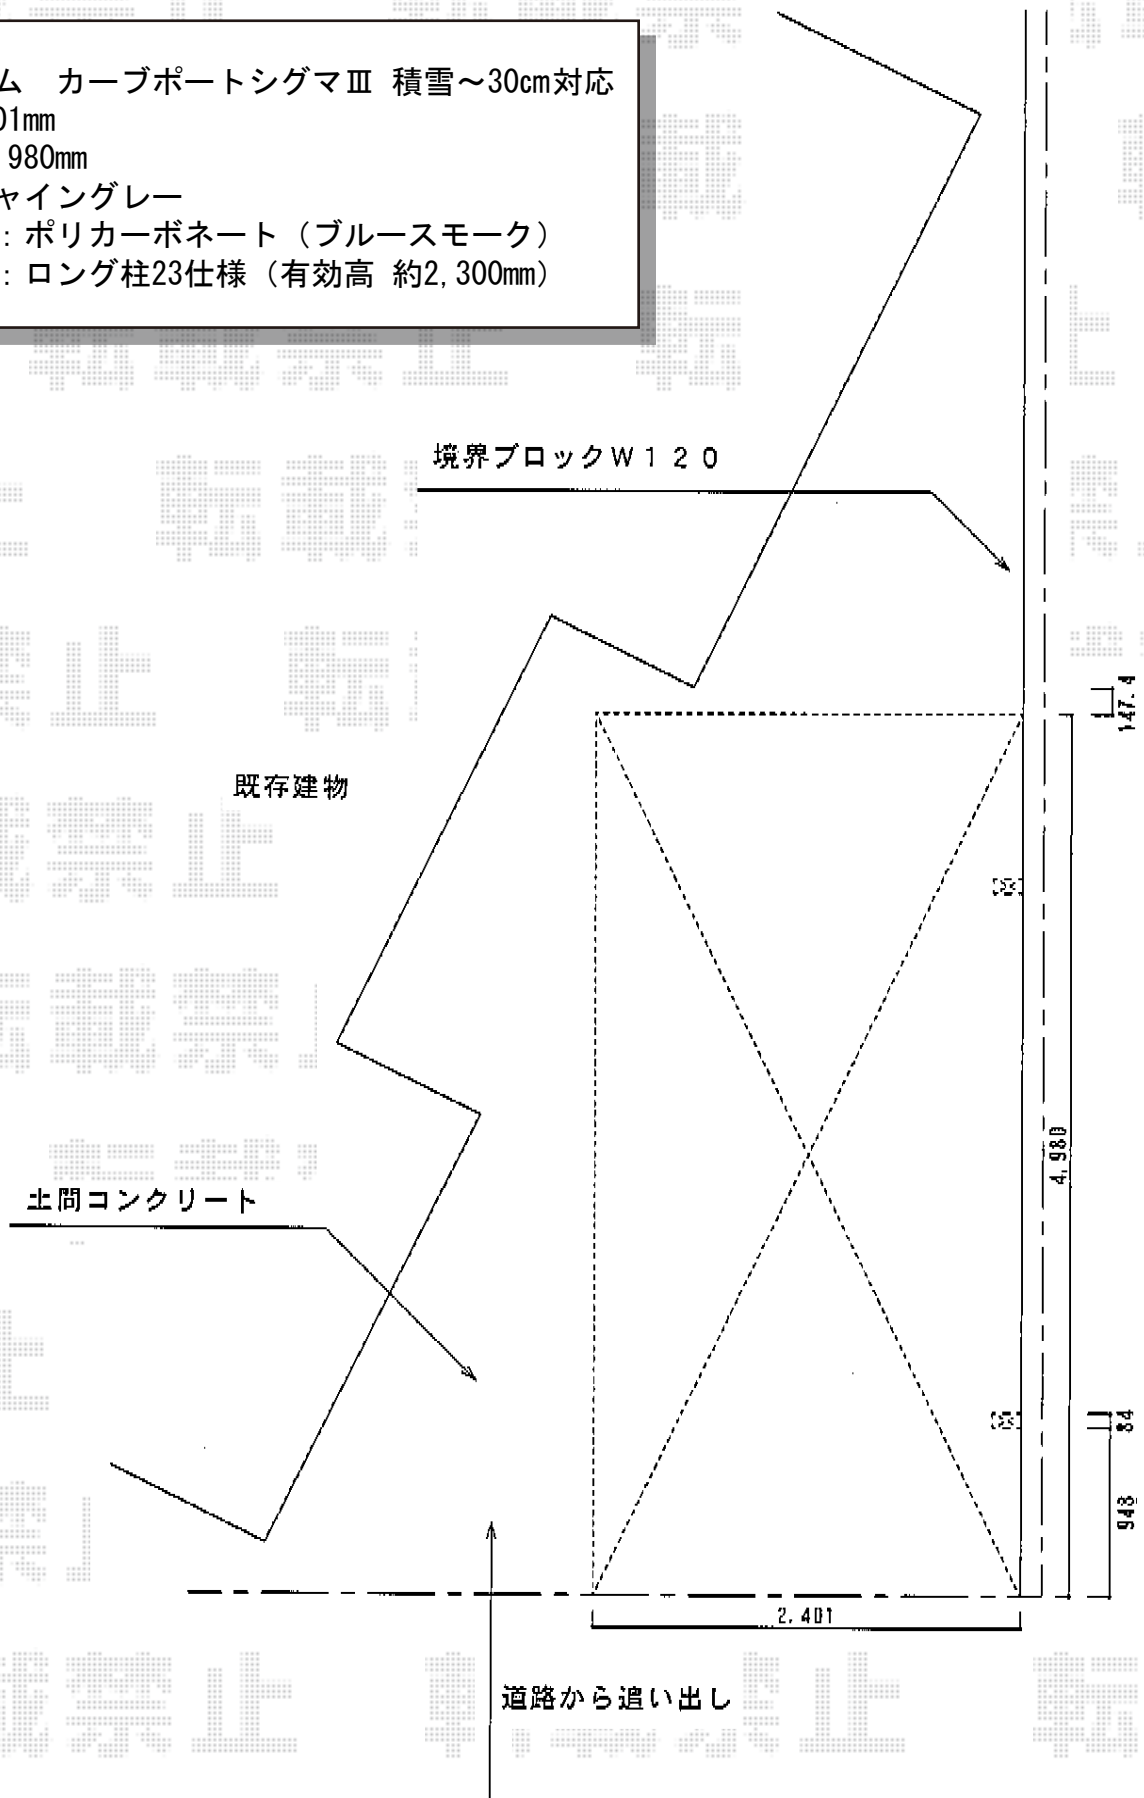 ム カーブポートシグマⅢ 積雪～30cm対応
01mm
980mm
ャイングレー
：ポリカーボネート（ブルースモーク）
：ロング柱23仕様（有効高 約2,300mm）
境界ブロックW120
147.4
既存建物
4,980
土間コンクリート
84
948
2,401
道路から追い出し
転載禁止